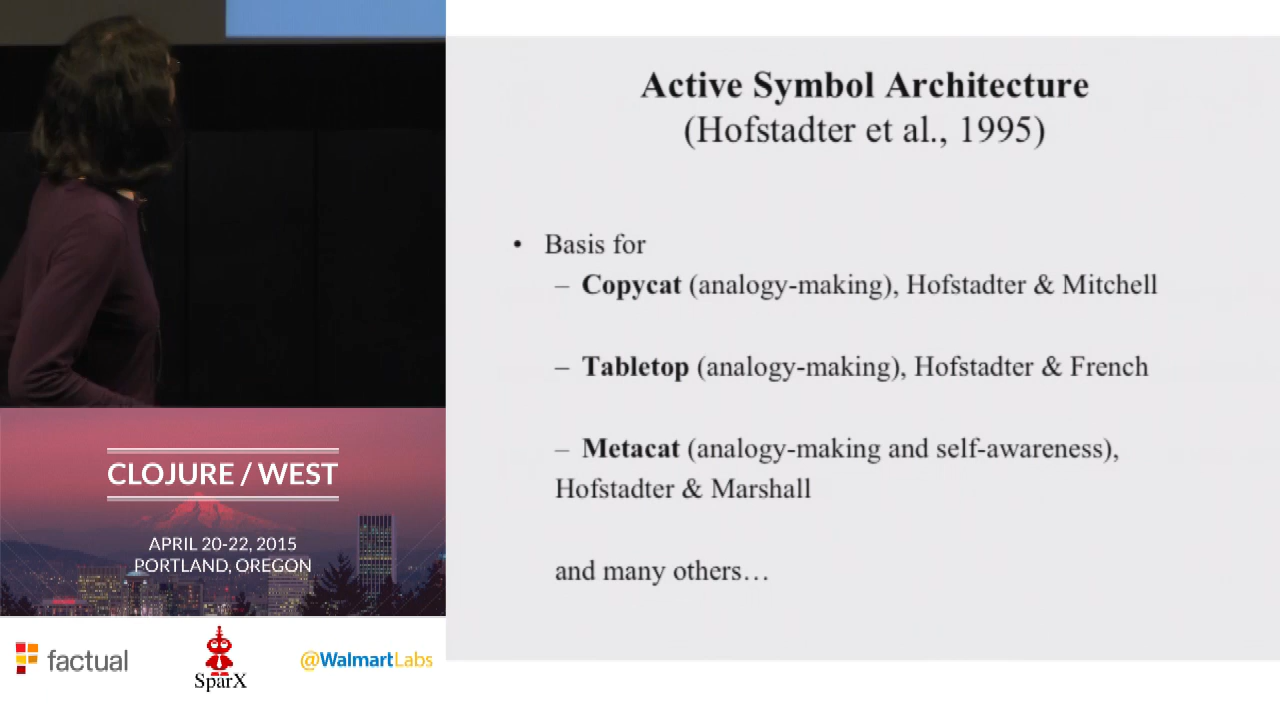 Active Symbol Architecture
(Hofstadter et al., 1995)
• Basis for
– Copycat (analogy-making), Hofstadter & Mitchell
– Tabletop (analogy-making), Hofstadter & French
– Metacat (analogy-making and self-awareness),
Hofstadter & Marshall
and many others…
CLOJURE / WEST
APRIL 20-22, 2015
PORTLAND, OREGON
factual
SparX
@WalmartLabs